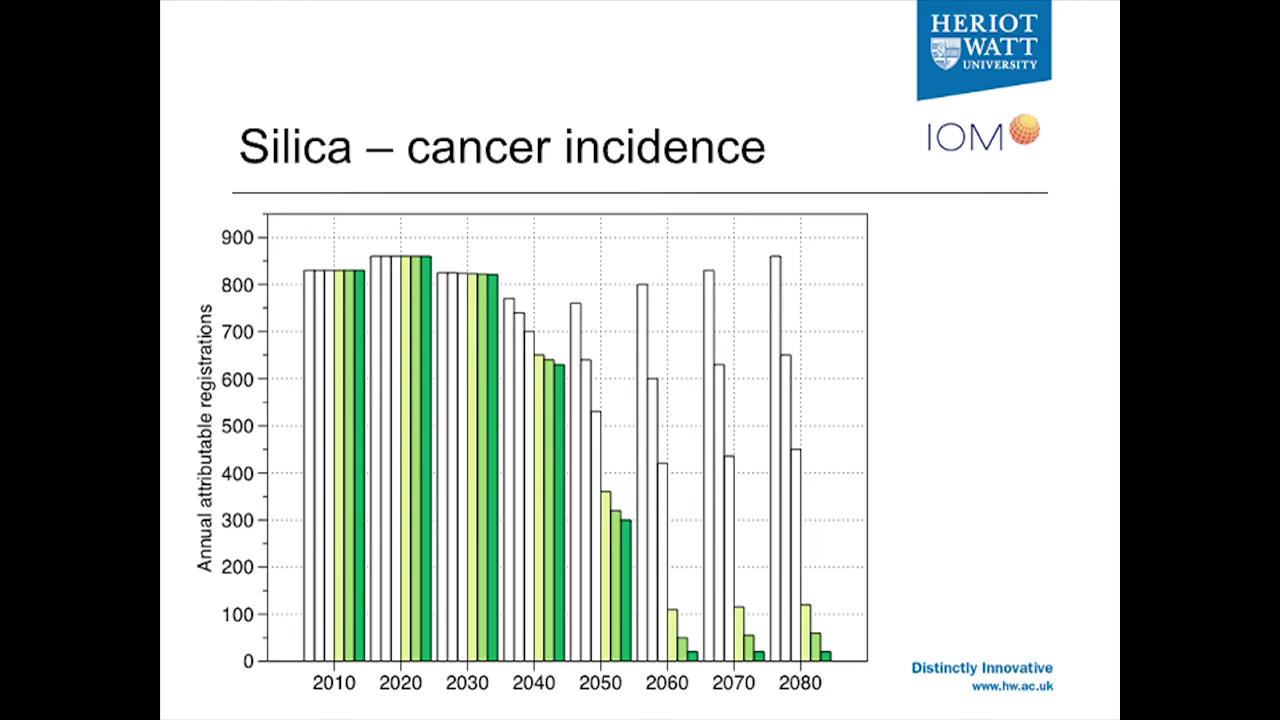 HERIOT
WATT
UNIVERSITY
IOM
Silica – cancer incidence
Annual attributable registrations
900
800
700
600
500
400
300
200
100
0
2010 2020 2030 2040 2050 2060 2070 2080
Distinctly Innovative
www.hw.ac.uk